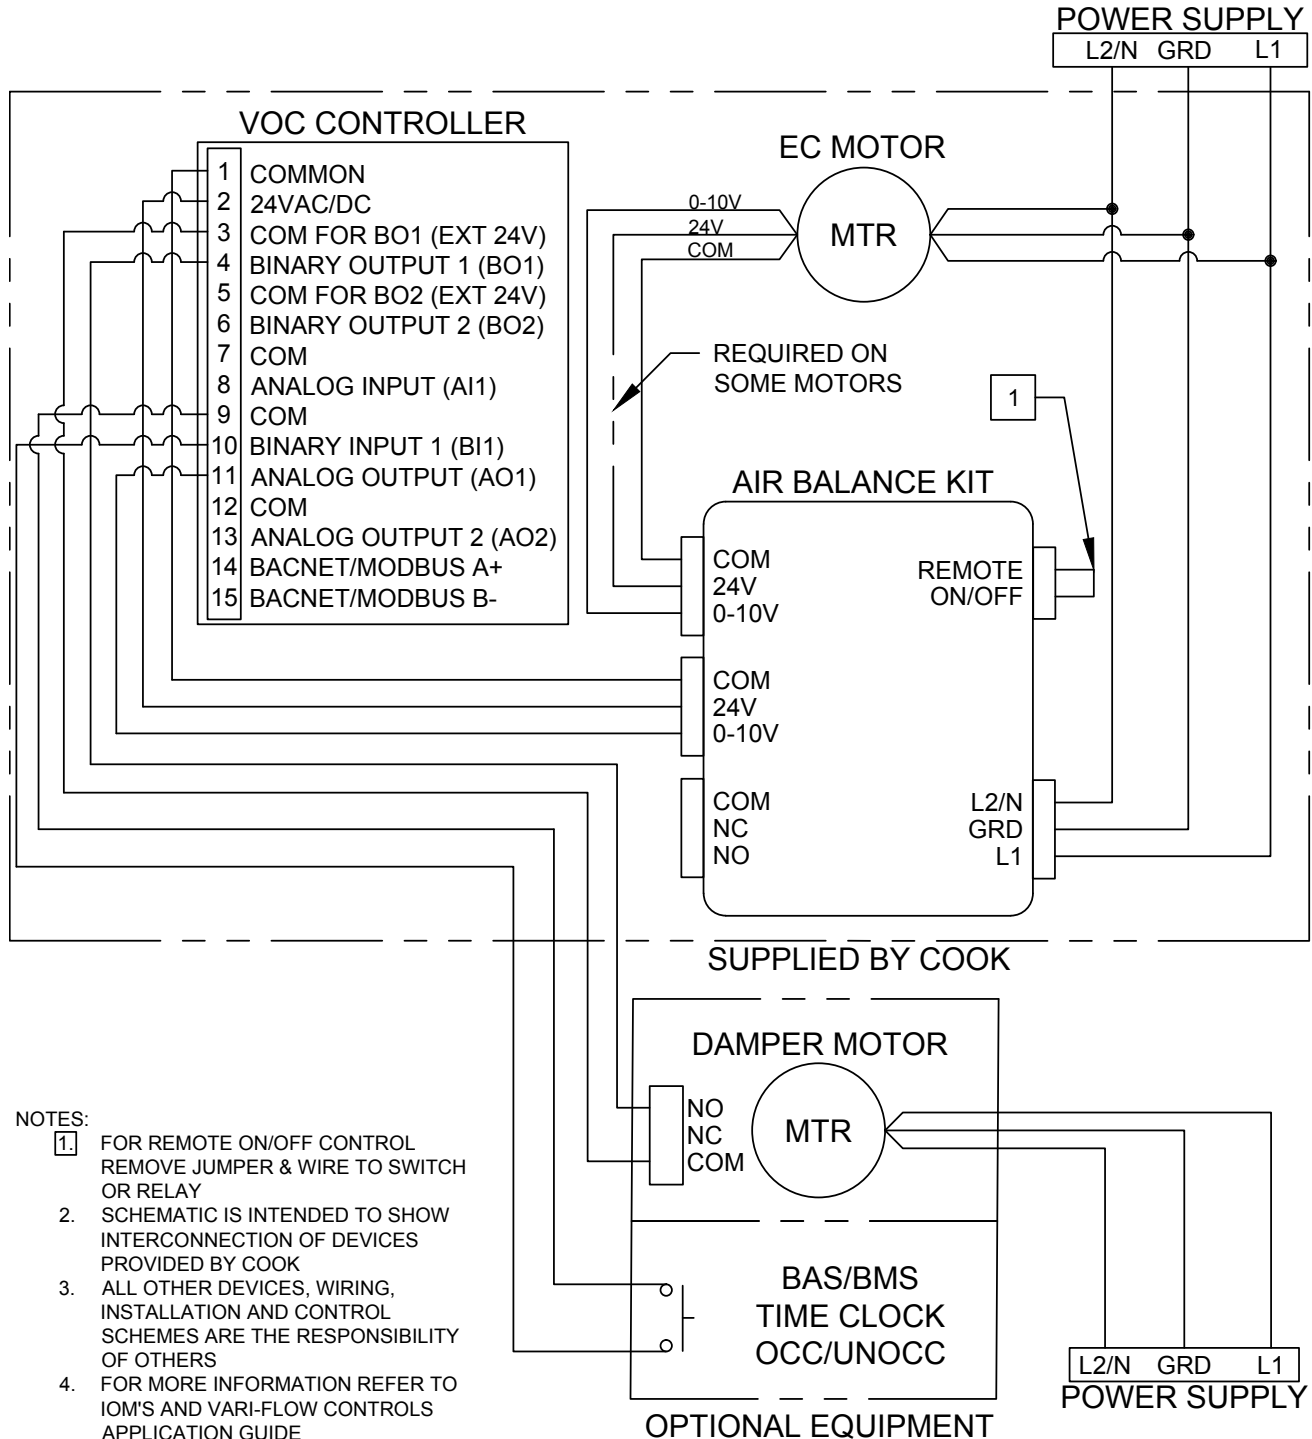 POWER SUPPLY
L2/N GRD L1
VOC CONTROLLER
1 COMMON
2 24VAC/DC
3 COM FOR BO1 (EXT 24V)
4 BINARY OUTPUT 1 (BO1)
5 COM FOR BO2 (EXT 24V)
6 BINARY OUTPUT 2 (BO2)
7 COM
8 ANALOG INPUT (AI1)
9 COM
10 BINARY INPUT 1 (BI1)
11 ANALOG OUTPUT (AO1)
12 COM
13 ANALOG OUTPUT 2 (AO2)
14 BACNET/MODBUS A+
15 BACNET/MODBUS B-
EC MOTOR
0-10V
24V
COM
MTR
REQUIRED ON
SOME MOTORS
1
AIR BALANCE KIT
COM
24V
0-10V
REMOTE
ON/OFF
COM
24V
0-10V
COM
NC
NO
L2/N
GRD
L1
SUPPLIED BY COOK
DAMPER MOTOR
NO
NC
COM
MTR
BAS/BMS
TIME CLOCK
OCC/UNOCC
OPTIONAL EQUIPMENT
L2/N GRD L1
POWER SUPPLY
NOTES:
1. FOR REMOTE ON/OFF CONTROL
REMOVE JUMPER & WIRE TO SWITCH
OR RELAY
2. SCHEMATIC IS INTENDED TO SHOW
INTERCONNECTION OF DEVICES
PROVIDED BY COOK
3. ALL OTHER DEVICES, WIRING,
INSTALLATION AND CONTROL
SCHEMES ARE THE RESPONSIBILITY
OF OTHERS
4. FOR MORE INFORMATION REFER TO
IOM'S AND VARI-FLOW CONTROLS
APPLICATION GUIDE